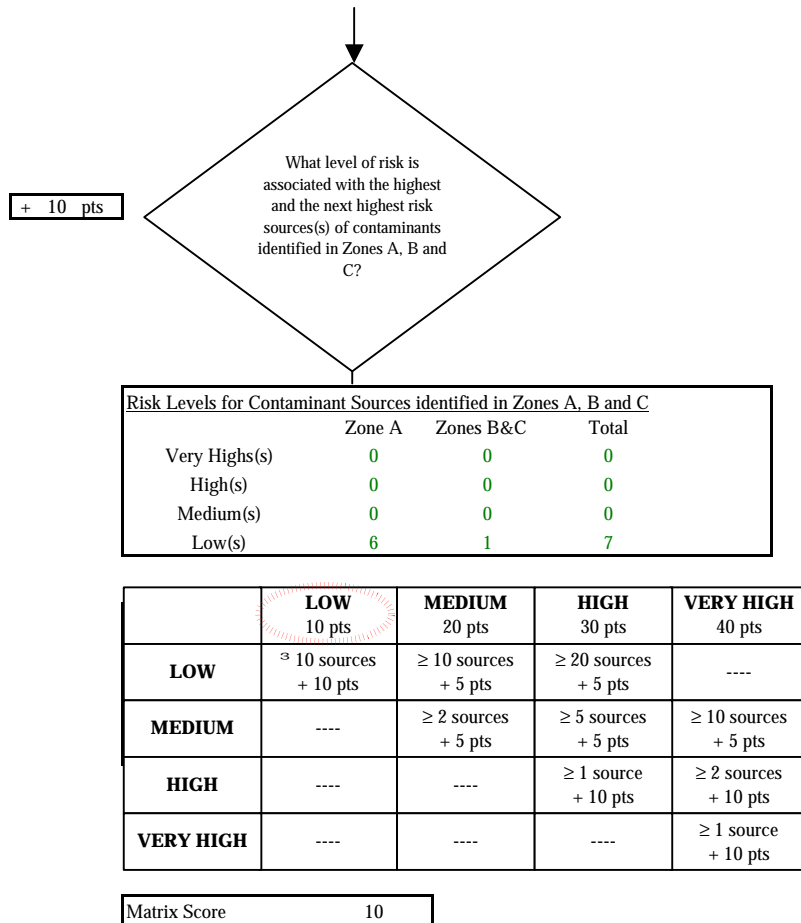 What level of risk is
associated with the highest
and the next highest risk
sources(s) of contaminants
identified in Zones A, B and
C?
+ 10 pts
Risk Levels for Contaminant Sources identified in Zones A, B and C
Zone A Zones B&C Total
Very Highs(s) 0 0 0
High(s) 0 0 0
Medium(s) 0 0 0
Low(s) 6 1 7
LOW MEDIUM HIGH VERY HIGH
10 pts 20 pts 30 pts 40 pts
LOW ³ 10 sources ≥ 10 sources ≥ 20 sources ----
+ 10 pts + 5 pts + 5 pts
MEDIUM ---- ≥ 2 sources ≥ 5 sources ≥ 10 sources
+ 5 pts + 5 pts + 5 pts
HIGH ---- ---- ≥ 1 source ≥ 2 sources
+ 10 pts + 10 pts
VERY HIGH ---- ---- ---- ≥ 1 source
+ 10 pts
Matrix Score 10